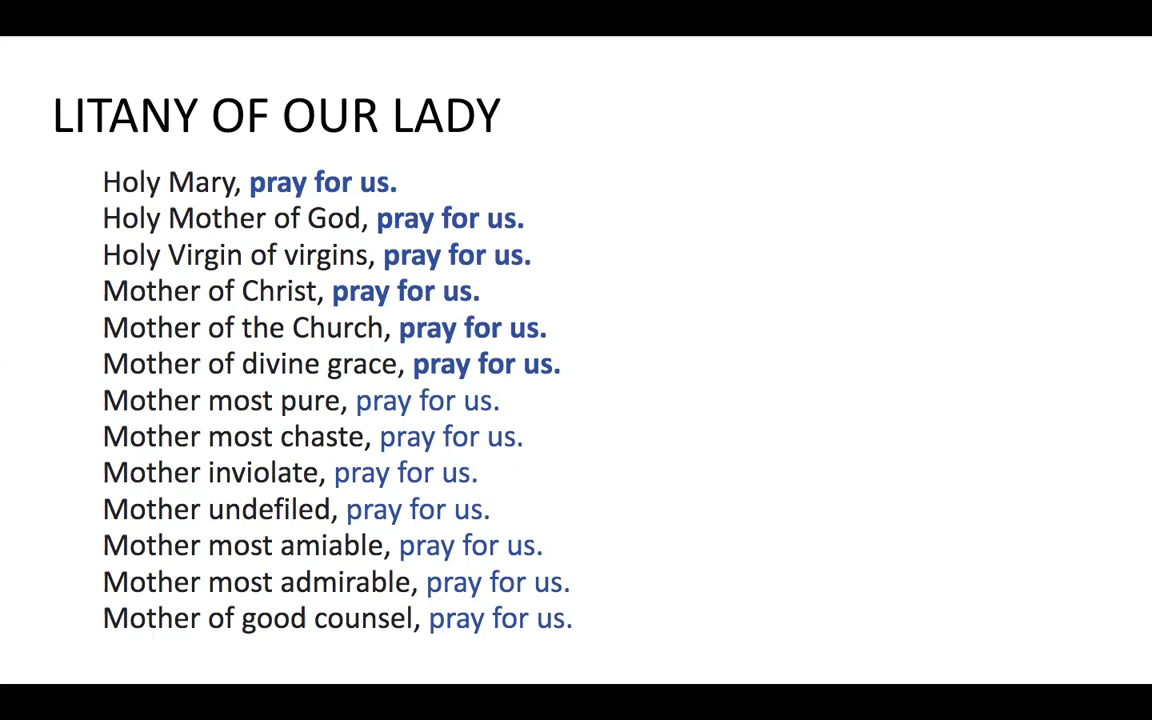 LITANY OF OUR LADY
Holy Mary, pray for us.
Holy Mother of God, pray for us.
Holy Virgin of virgins, pray for us.
Mother of Christ, pray for us.
Mother of the Church, pray for us.
Mother of divine grace, pray for us.
Mother most pure, pray for us.
Mother most chaste, pray for us.
Mother inviolate, pray for us.
Mother undefiled, pray for us.
Mother most amiable, pray for us.
Mother most admirable, pray for us.
Mother of good counsel, pray for us.